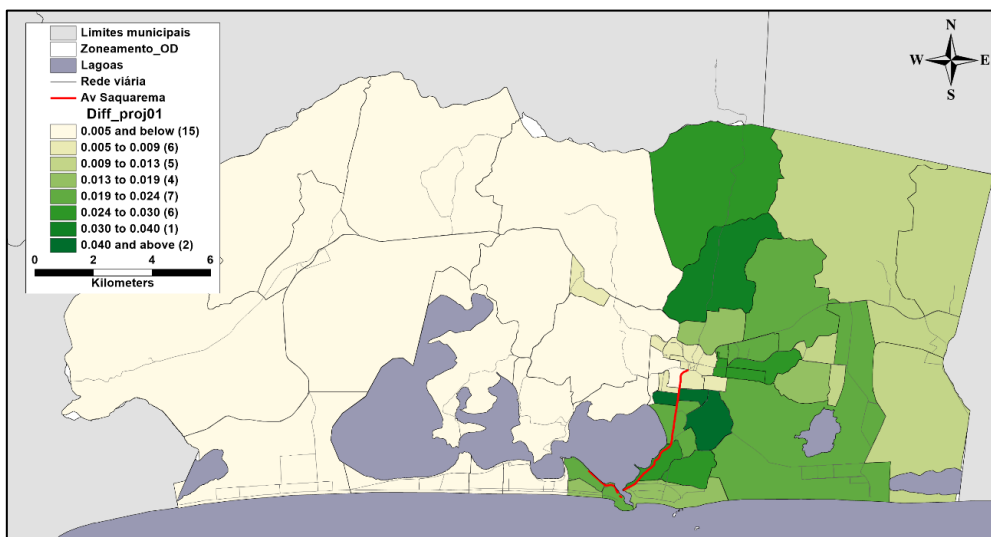 Limites municipais
Zoneamento_OD
Lagoas
Rede viária
Av Saquarema
Diff_proj01
0.005 and below (15)
0.005 to 0.009 (6)
0.009 to 0.013 (5)
0.013 to 0.019 (4)
0.019 to 0.024 (7)
0.024 to 0.030 (6)
0.030 to 0.040 (1)
0.040 and above (2)
0 2 4 6
Kilometers
N
W E
S